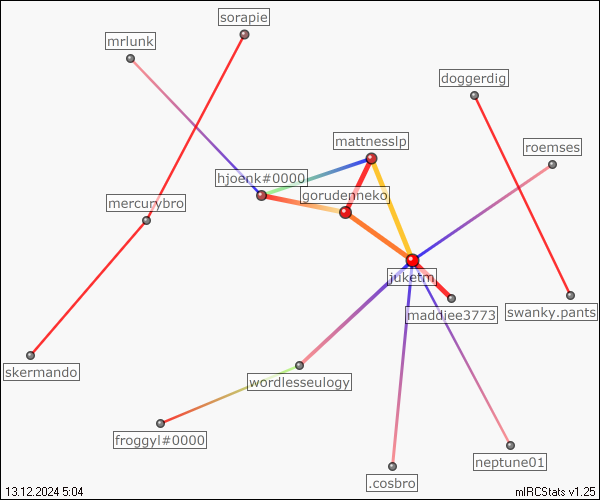 sorapie
mrlunk
doggerdig
mattnesslp
roemses
hjoenk#0000
gorudenneko
mercurybro
juketm
maddiee3773
swanky.pants
skermando
wordlesseulogy
froggyl#0000
neptune01
.cosbro
13.12.2024 5:04
mIRCStats v1.25